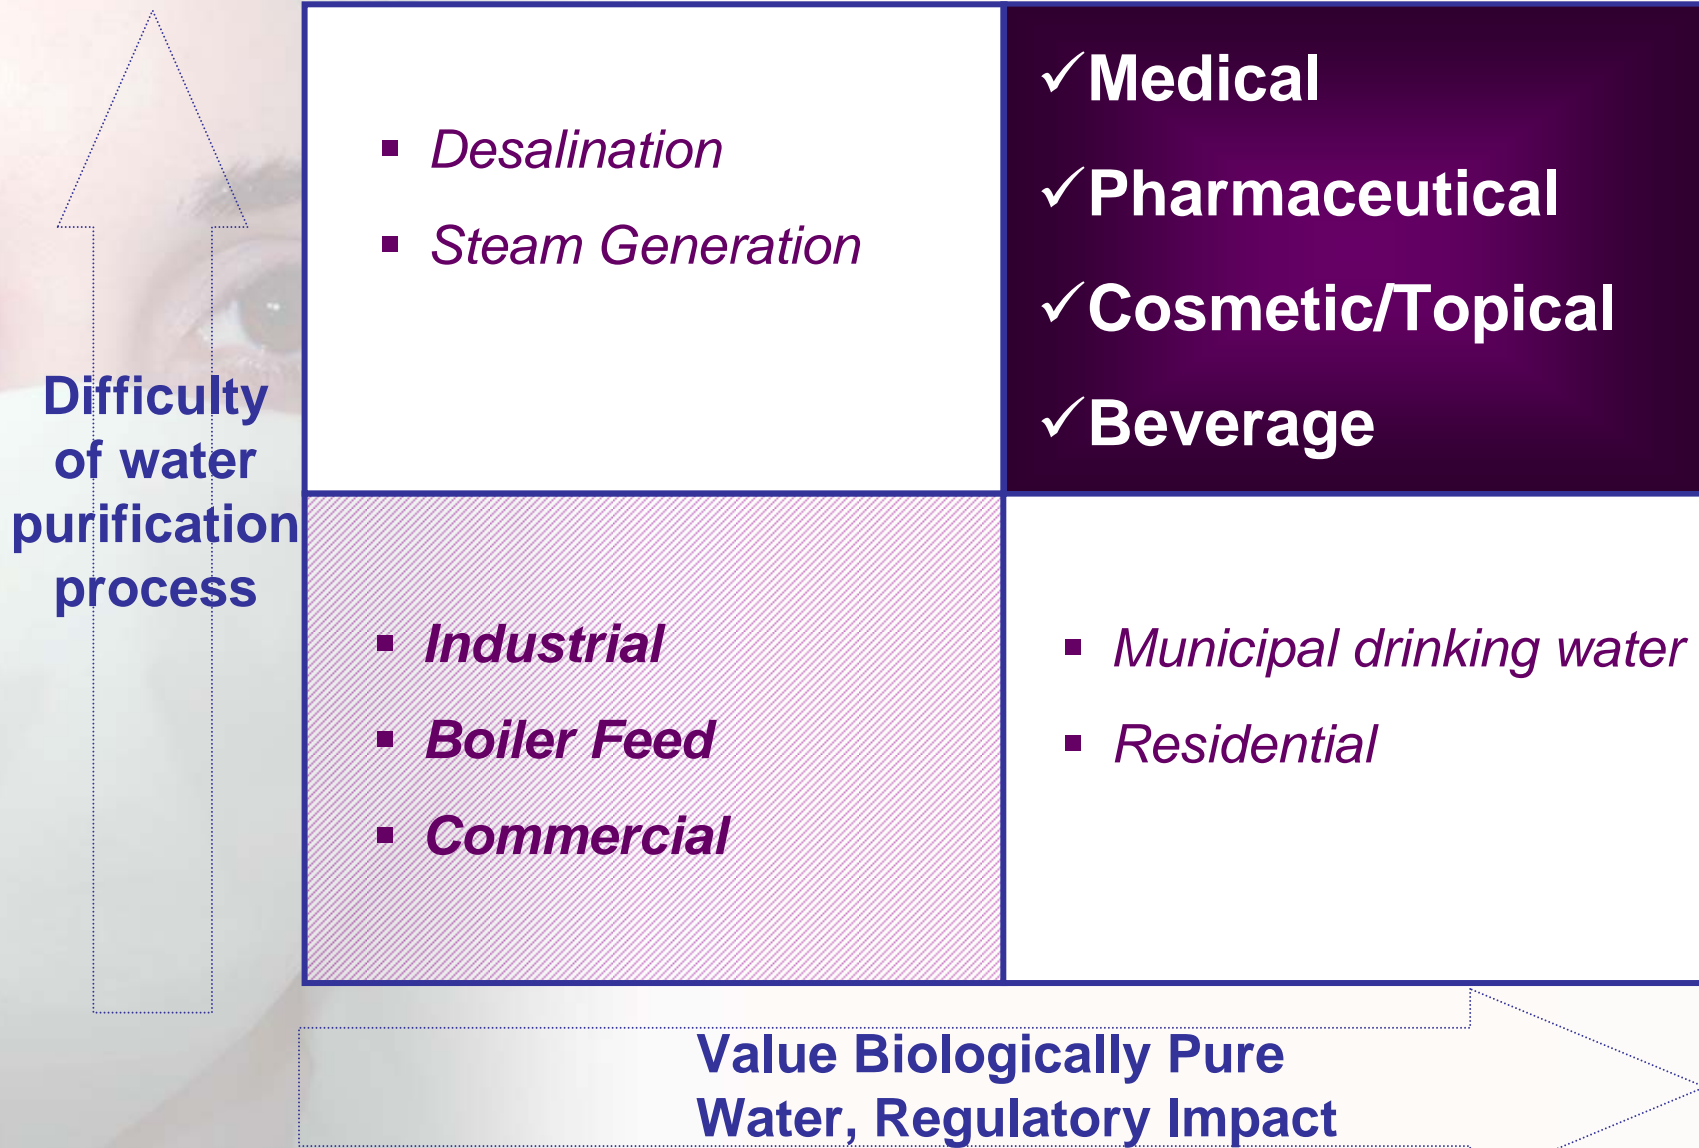 ✓Medical
▪ Desalination
✓Pharmaceutical
▪ Steam Generation
✓Cosmetic/Topical
✓Beverage
Difficulty
of water
purification
process
▪ Industrial
▪ Boiler Feed
▪ Commercial
▪ Municipal drinking water
▪ Residential
Value Biologically Pure
Water, Regulatory Impact